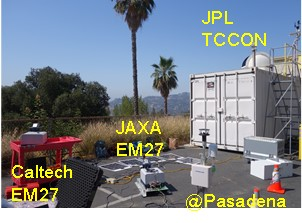 JPL
TCCON
JAXA
EM27
Caltech
EM27
@Pasadena